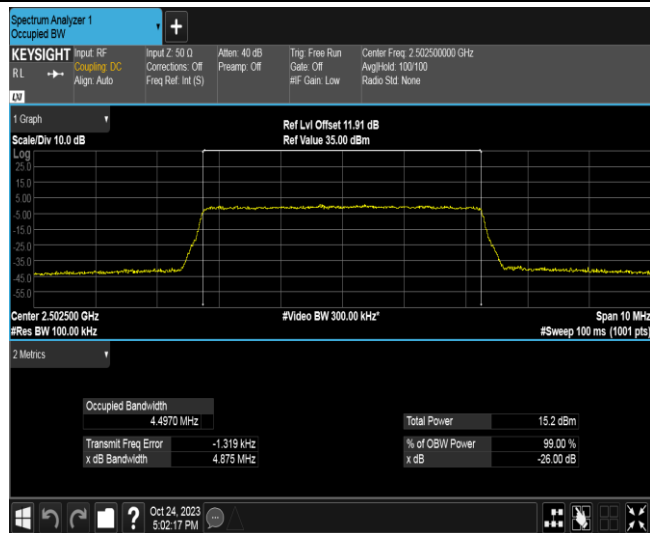 Spectrum Analyzer 1
Occupied BW
+
KEYSIGHT
R L
Input: RF
Coupling: DC
Align: Auto
Input Z: 50 Ω
Corrections: Off
Freq Ref: Int (S)
Atten: 40 dB
Preamp: Off
Trig: Free Run
Gate: Off
#IF Gain: Low
Center Freq: 2.502500000 GHz
Avg|Hold: 100/100
Radio Std: None
1 Graph
Scale/Div 10.0 dB
Ref Lvl Offset 11.91 dB
Ref Value 35.00 dBm
Log
25.0
15.0
5.00
-5.00
-15.0
-25.0
-35.0
-45.0
-55.0
Center 2.502500 GHz
#Res BW 100.00 kHz
#Video BW 300.00 kHz*
Span 10 MHz
#Sweep 100 ms (1001 pts)
2 Metrics
Occupied Bandwidth
4.4970 MHz
Transmit Freq Error -1.319 kHz
x dB Bandwidth 4.875 MHz
Total Power 15.2 dBm
% of OBW Power 99.00 %
x dB -26.00 dB
?
Oct 24, 2023
5:02:17 PM